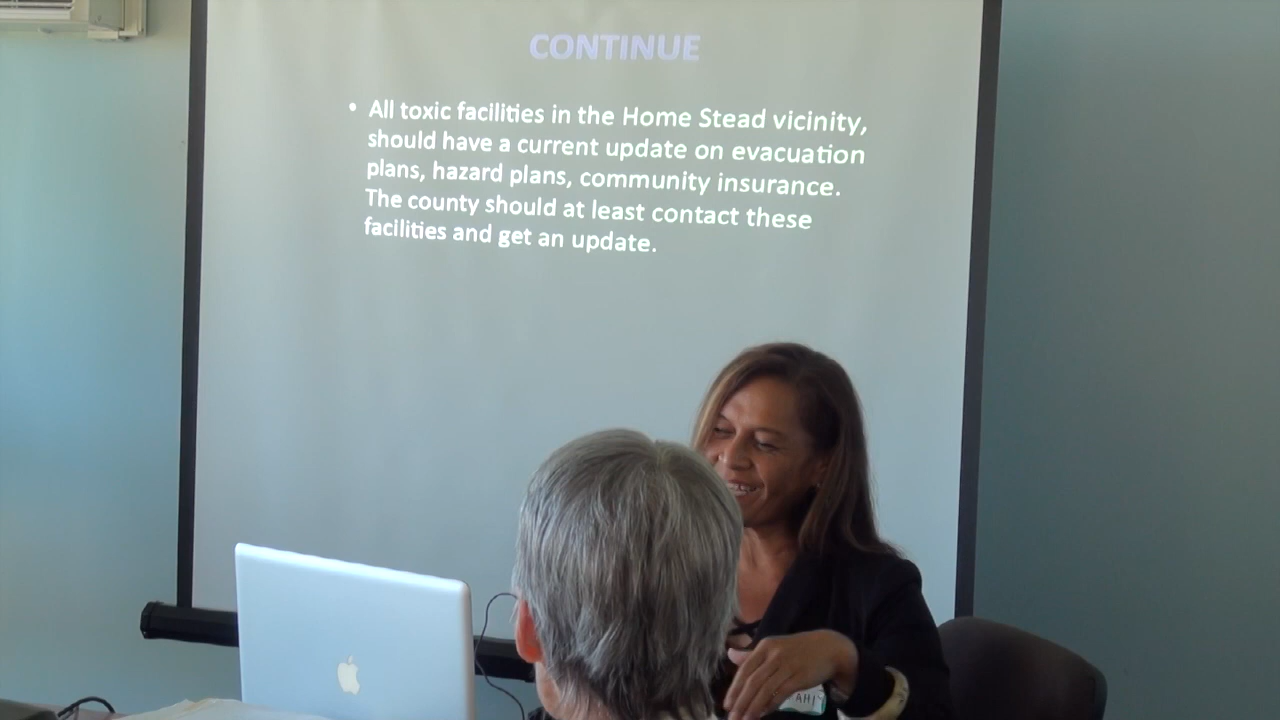 CONTINUE
• All toxic facilities in the Home Stead vicinity,
should have a current update on evacuation
plans, hazard plans, community insurance.
The county should at least contact these
facilities and get an update.